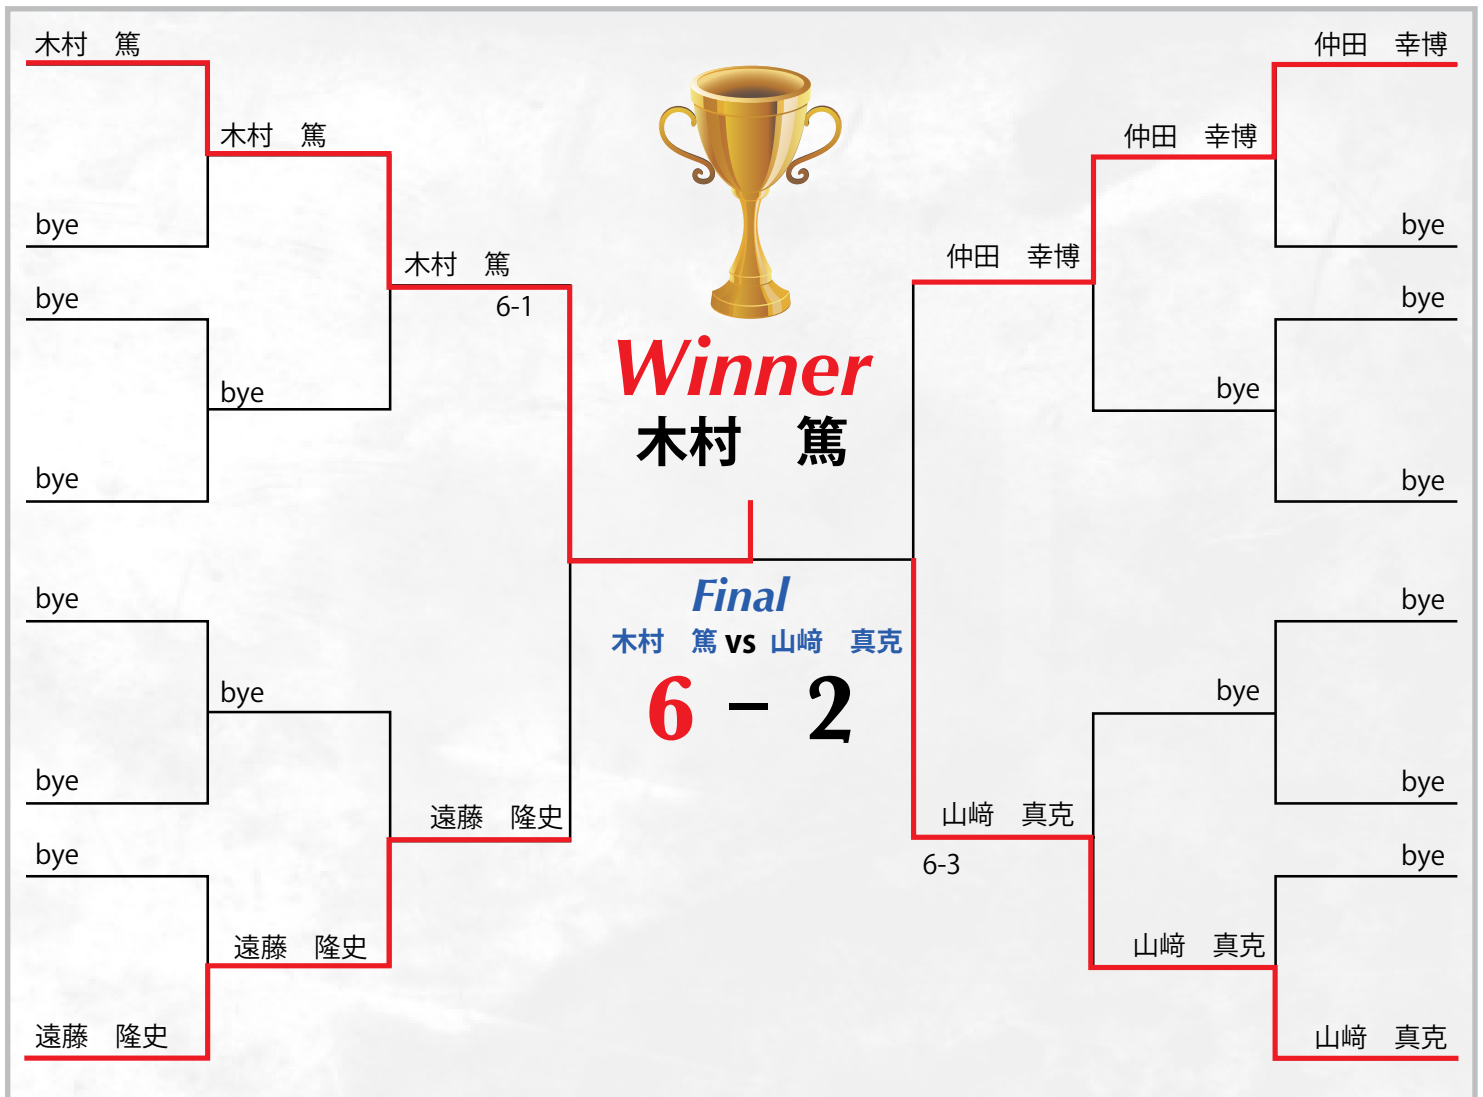 木村　篤
bye
bye
bye
bye
bye
bye
遠藤　隆史
木村　篤
bye
bye
遠藤　隆史
木村　篤
6-1
遠藤　隆史
Winner
木村　篤
Final
木村　篤 vs 山﨑　真克
6 − 2
仲田　幸博
山﨑　真克
6-3
仲田　幸博
bye
bye
山﨑　真克
仲田　幸博
bye
bye
bye
bye
bye
bye
山﨑　真克